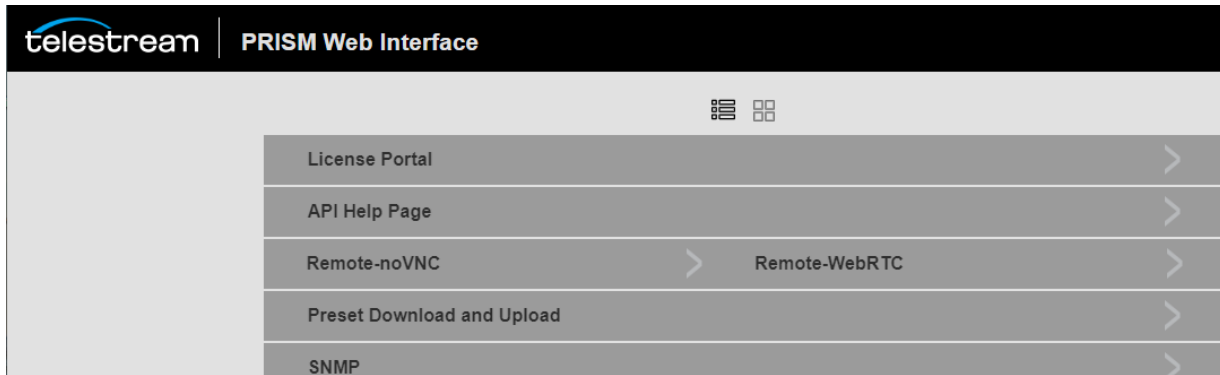 telestream PRISM Web Interface
License Portal
API Help Page
Remote-noVNC Remote-WebRTC
Preset Download and Upload
SNMP